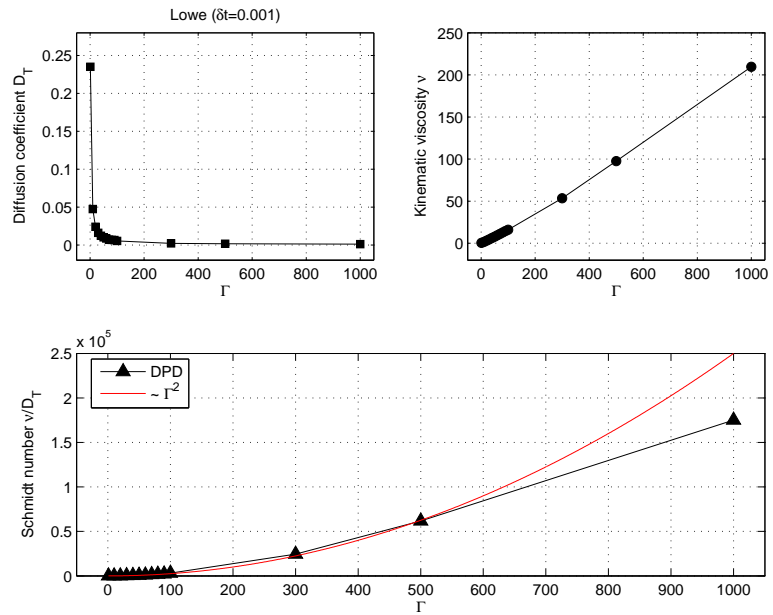 Lowe (δt=0.001)
Diffusion coefficient D_T
0.25
0.2
0.15
0.1
0.05
0
0 200 400 600 800 1000
Γ
Kinematic viscosity ν
250
200
150
100
50
0
0 200 400 600 800 1000
Γ
x 10^5
Schmidt number ν/D_T
2.5
2
1.5
1
0.5
0
DPD
~ Γ^2
0 100 200 300 400 500 600 700 800 900 1000
Γ